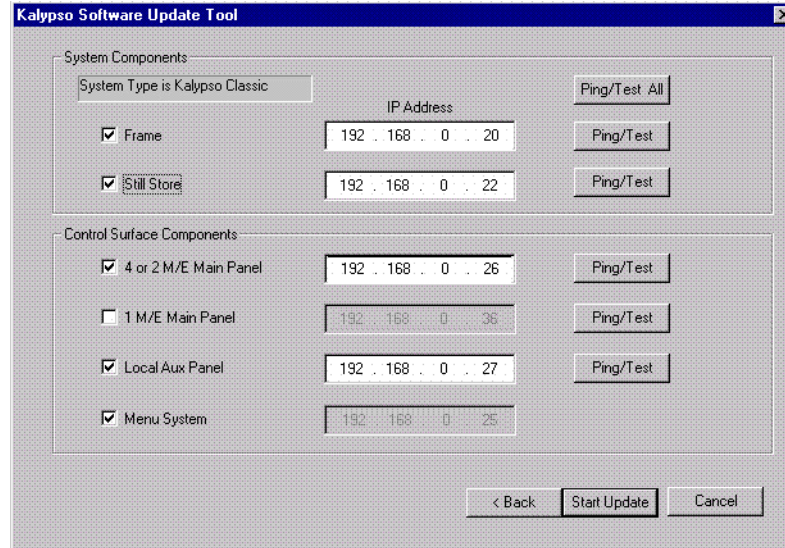 Kalypso Software Update Tool
System Components
System Type is Kalypso Classic
Ping/Test All
IP Address
Frame 192 . 168 . 0 . 20 Ping/Test
Still Store 192 . 168 . 0 . 22 Ping/Test
Control Surface Components
4 or 2 M/E Main Panel 192 . 168 . 0 . 26 Ping/Test
1 M/E Main Panel 192 . 168 . 0 . 36 Ping/Test
Local Aux Panel 192 . 168 . 0 . 27 Ping/Test
Menu System 192 . 168 . 0 . 25
< Back Start Update Cancel